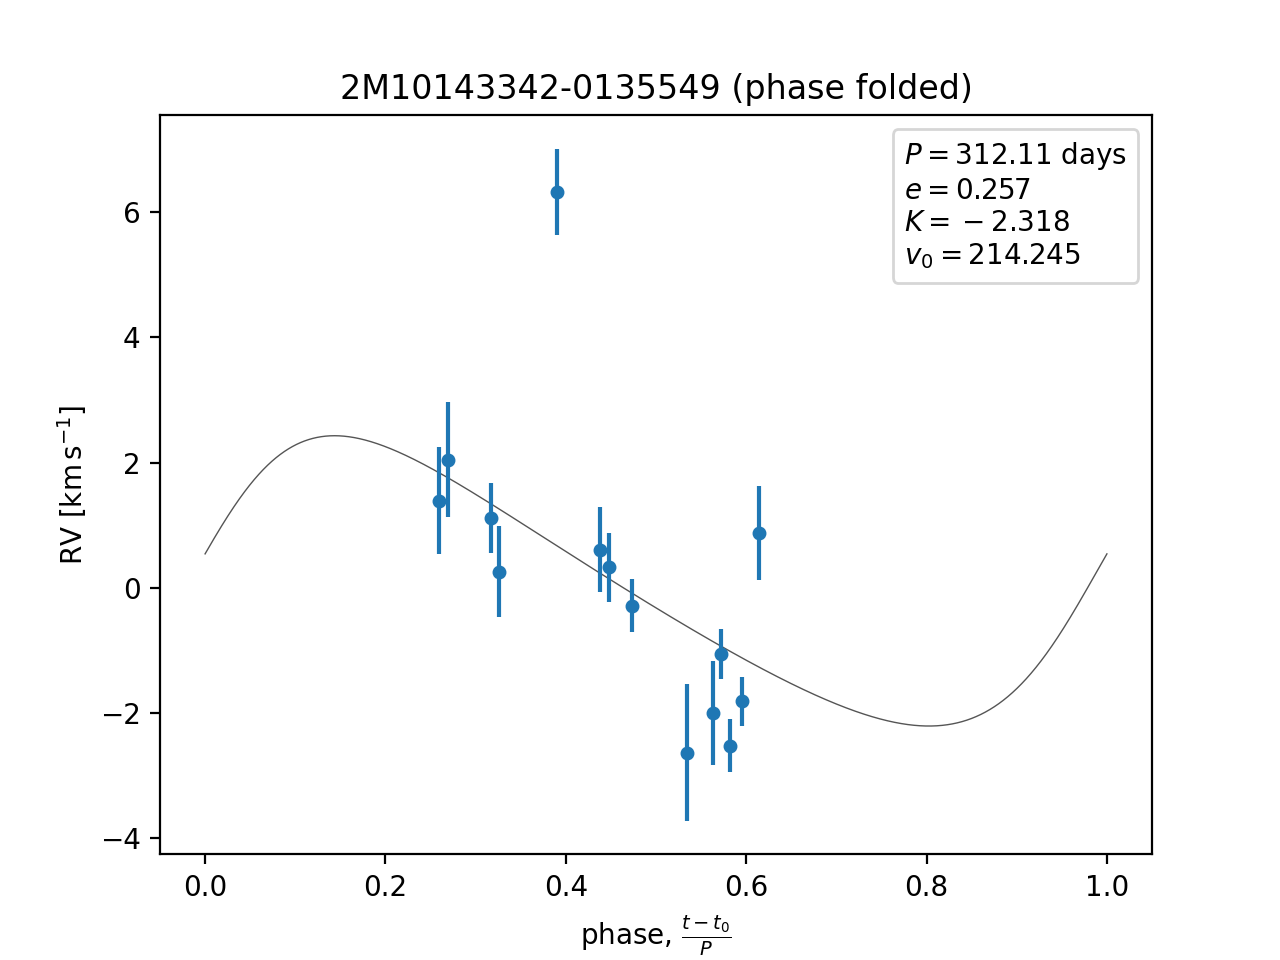 2M10143342-0135549 (phase folded)
P = 312.11 days
e = 0.257
K = −2.318
v₀ = 214.245
6
4
2
0
−2
−4
RV [km s⁻¹]
0.0 0.2 0.4 0.6 0.8 1.0
phase, (t − t₀)/P